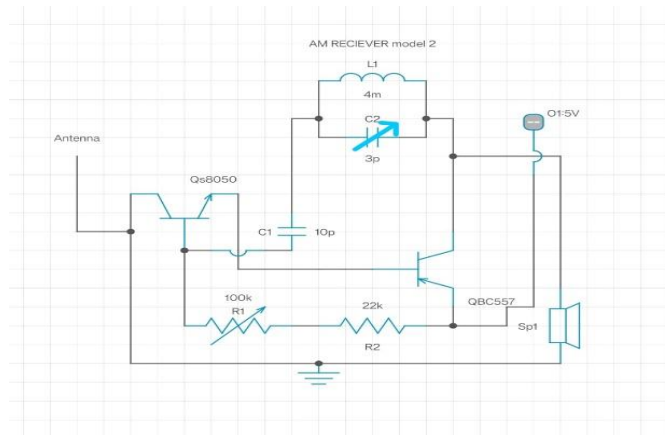 AM RECIEVER model 2
L1
4m
C2
3p
O1:5V
Antenna
Qs8050
C1
10p
100k
R1
22k
R2
QBC557
Sp1